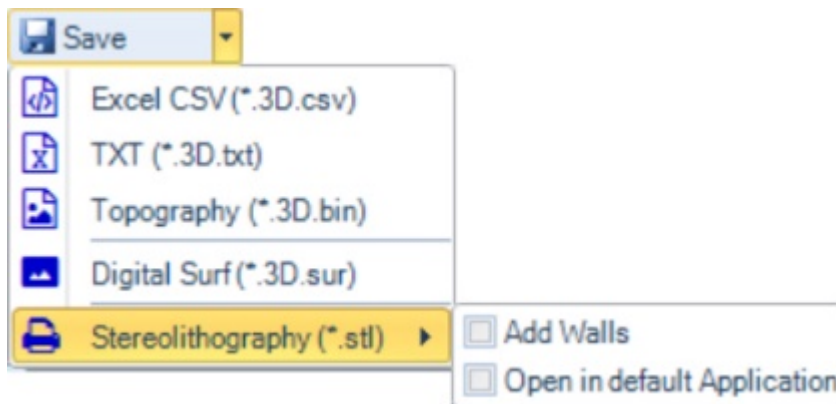 Save
Excel CSV (*.3D.csv)
TXT (*.3D.txt)
Topography (*.3D.bin)
Digital Surf (*.3D.sur)
Stereolithography (*.stl)
Add Walls
Open in default Application